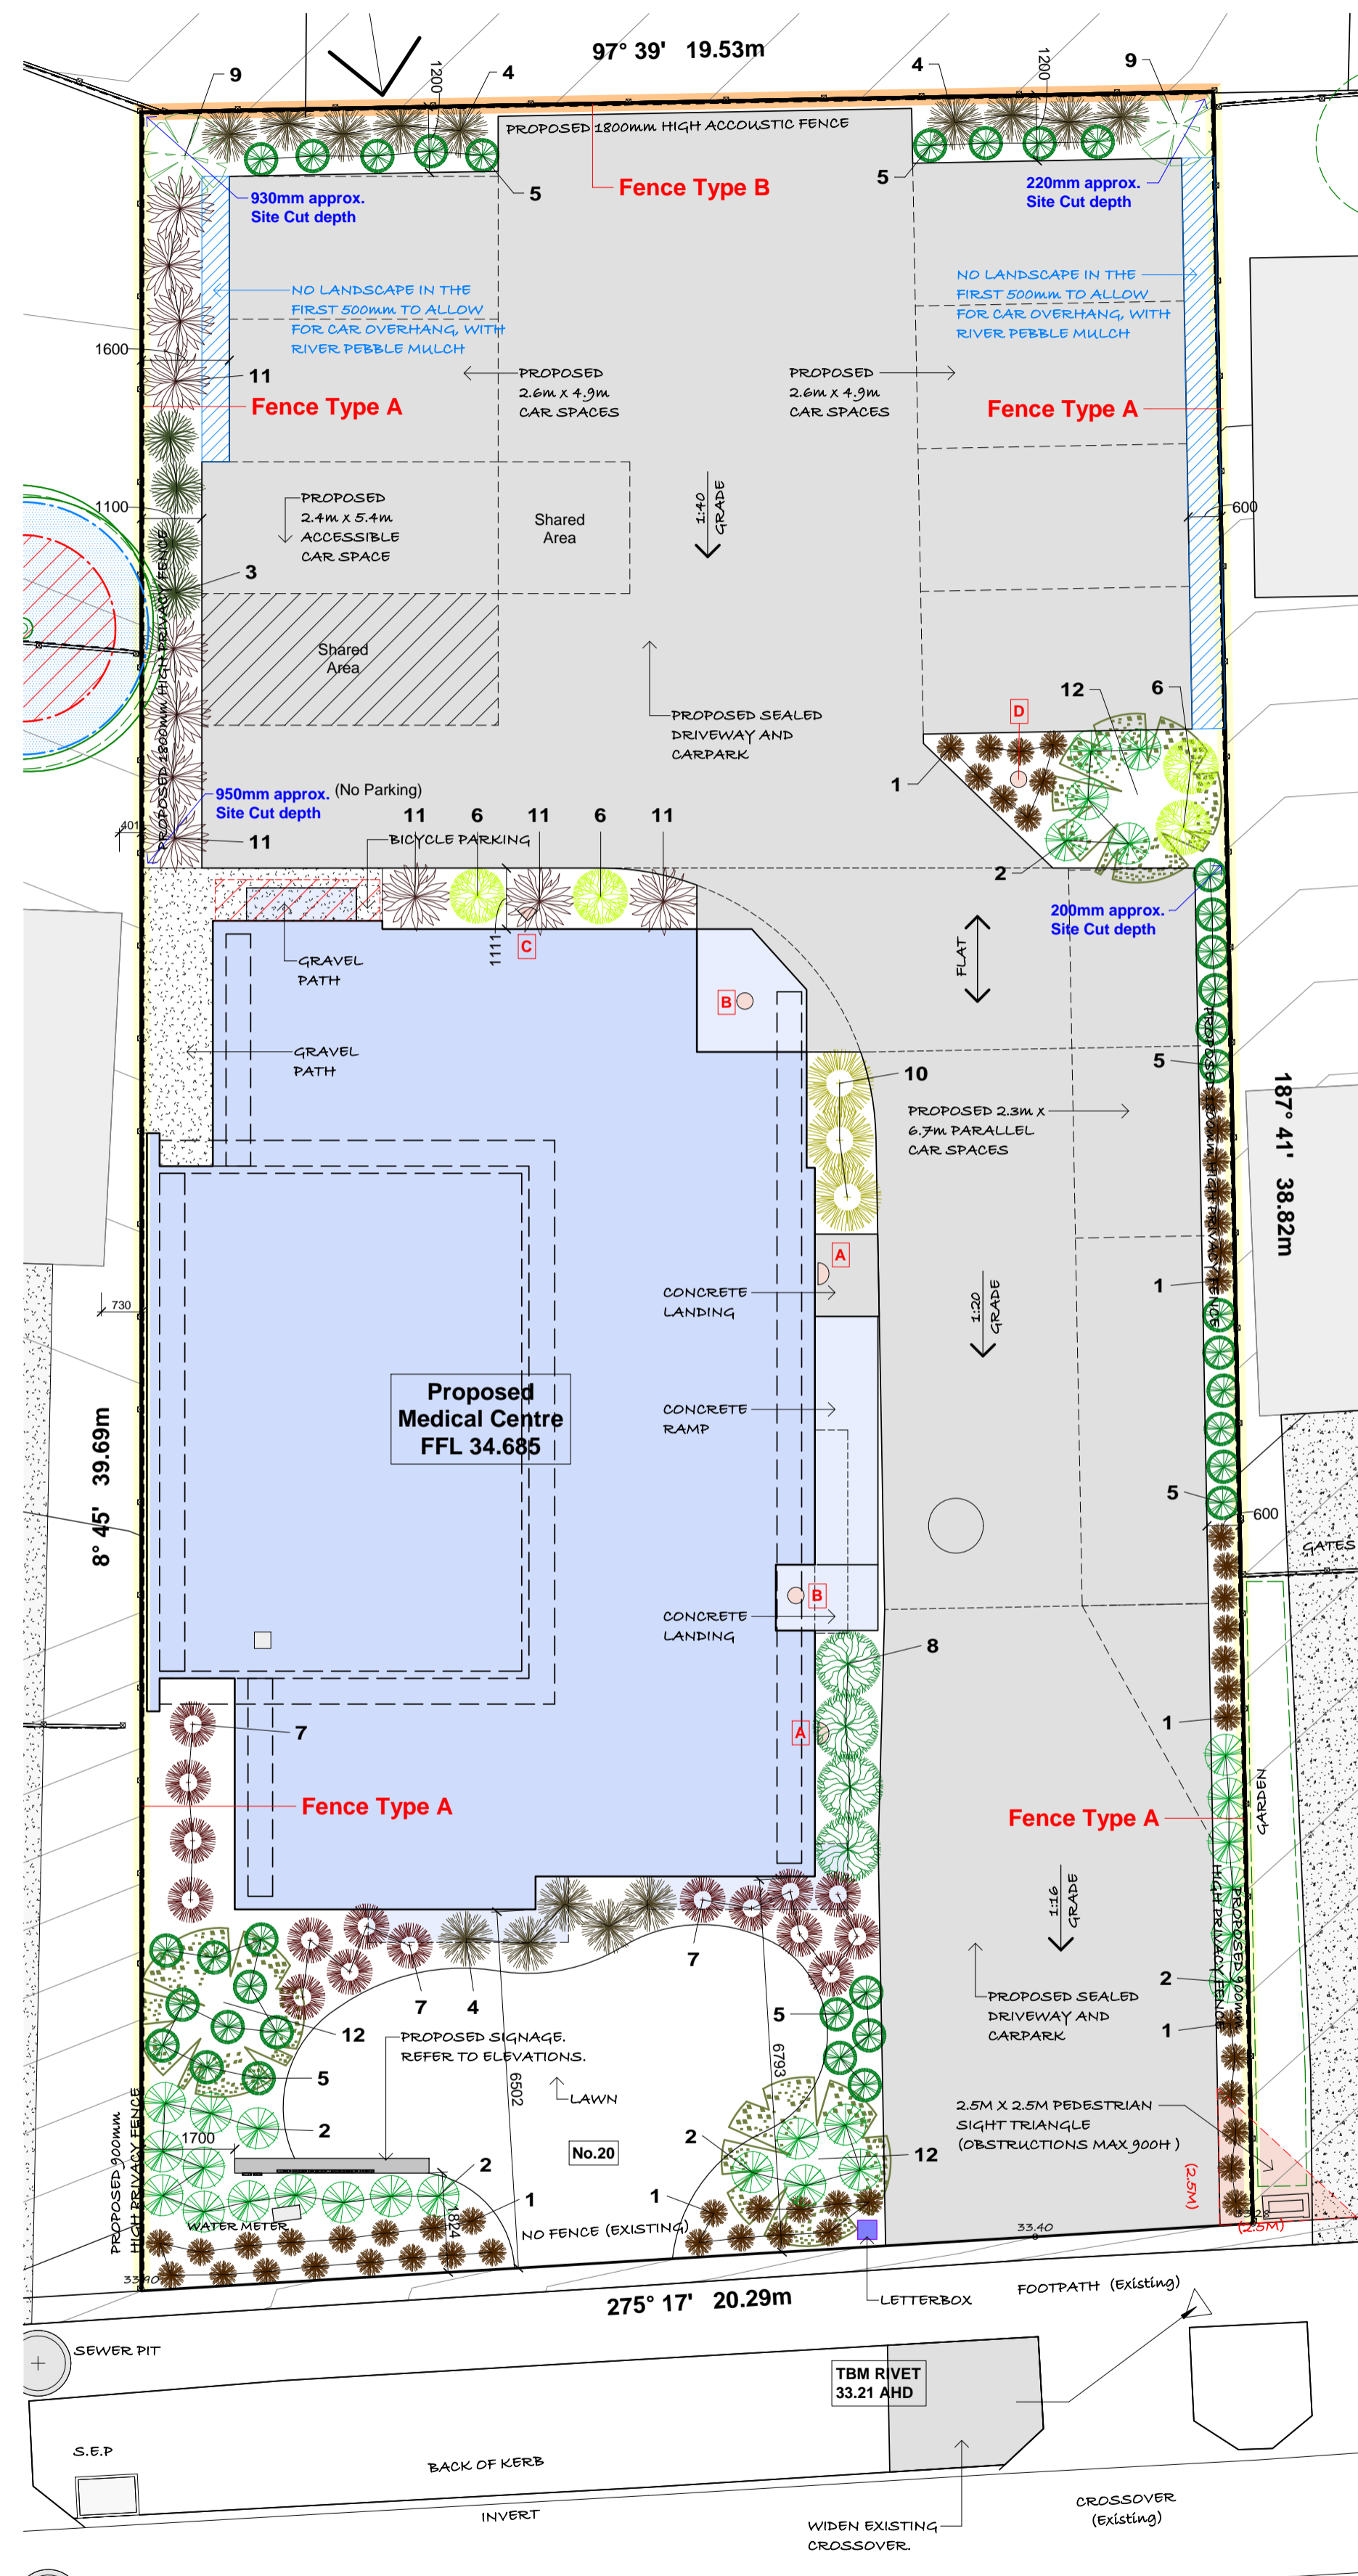 97° 39'   19.53m
9
1200
4
4
1200
9
PROPOSED 1800mm HIGH ACCOUSTIC FENCE
Fence Type B
5
5
930mm approx.
Site Cut depth
220mm approx.
Site Cut depth
NO LANDSCAPE IN THE
FIRST 500mm TO ALLOW
FOR CAR OVERHANG, WITH
RIVER PEBBLE MULCH
NO LANDSCAPE IN THE
FIRST 500mm TO ALLOW
FOR CAR OVERHANG, WITH
RIVER PEBBLE MULCH
1600
11
PROPOSED
2.6m x 4.9m
CAR SPACES
PROPOSED
2.6m x 4.9m
CAR SPACES
Fence Type A
Fence Type A
1100
PROPOSED
2.4m x 5.4m
ACCESSIBLE
CAR SPACE
Shared
Area
1:40
GRADE
600
3
PROPOSED 1800mm HIGH PRIVACY FENCE
Shared
Area
PROPOSED SEALED
DRIVEWAY AND
CARPARK
12
6
D
1
950mm approx.
Site Cut depth
(No Parking)
401
11
11
6
11
6
11
BICYCLE PARKING
2
200mm approx.
Site Cut depth
1111
C
GRAVEL
PATH
FLAT
B
GRAVEL
PATH
5
PROPOSED 1800mm HIGH PRIVACY FENCE
10
PROPOSED 2.3m x
6.7m PARALLEL
CAR SPACES
187° 41'   38.82m
A
1
730
CONCRETE
LANDING
1:20
GRADE
Proposed
Medical Centre
FFL 34.685
CONCRETE
RAMP
8° 45'   39.69m
5
600
GATES
B
CONCRETE
LANDING
8
7
A
1
Fence Type A
Fence Type A
GARDEN
1:16
GRADE
PROPOSED 900mm
HIGH PRIVACY FENCE
7
7
4
2
PROPOSED SEALED
DRIVEWAY AND
CARPARK
5
1
12
PROPOSED SIGNAGE.
REFER TO ELEVATIONS.
6502
6793
5
LAWN
2
2.5M X 2.5M PEDESTRIAN
SIGHT TRIANGLE
(OBSTRUCTIONS MAX 900H )
PROPOSED 900mm
HIGH PRIVACY FENCE
1700
No.20
2
12
2
(2.5M)
1824
1
1
WATER METER
NO FENCE (EXISTING)
33.40
(2.5M)
33.90
275° 17'   20.29m
LETTERBOX
FOOTPATH (Existing)
SEWER PIT
TBM RIVET
33.21 AHD
S.E.P
BACK OF KERB
INVERT
CROSSOVER
(Existing)
WIDEN EXISTING
CROSSOVER.